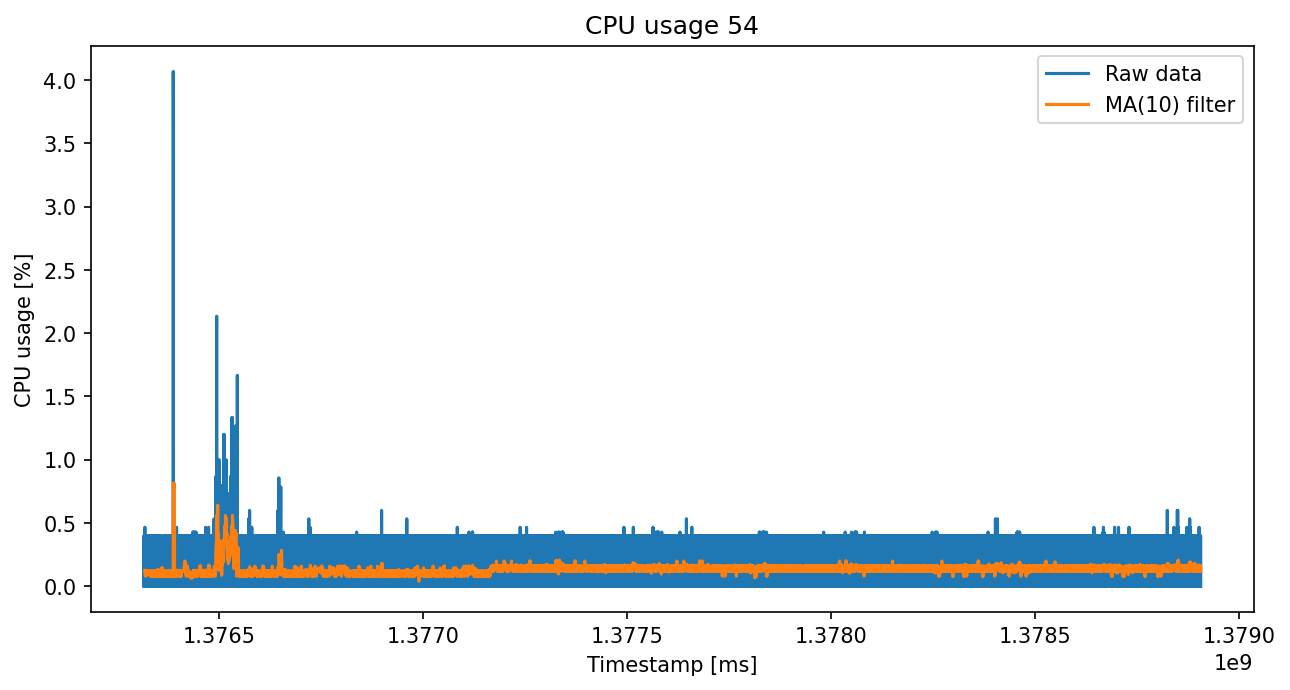 CPU usage 54
Raw data
MA(10) filter
CPU usage [%]
4.0
3.5
3.0
2.5
2.0
1.5
1.0
0.5
0.0
1.3765 1.3770 1.3775 1.3780 1.3785 1.3790
1e9
Timestamp [ms]